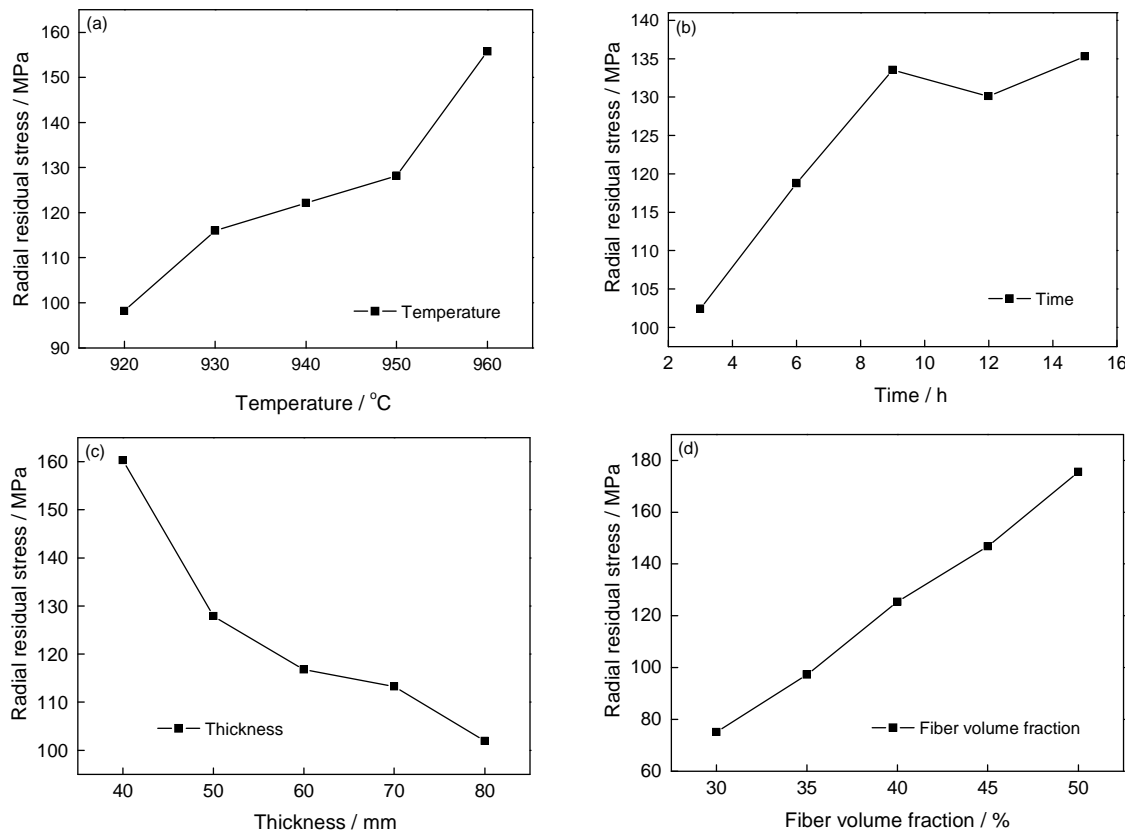 (a)
160
150
140
130
120
110
100
90
Radial residual stress / MPa
Temperature
920 930 940 950 960
Temperature / °C
(b)
140
135
130
125
120
115
110
105
100
Radial residual stress / MPa
Time
2 4 6 8 10 12 14 16
Time / h
(c)
160
150
140
130
120
110
100
Radial residual stress / MPa
Thickness
40 50 60 70 80
Thickness / mm
(d)
180
160
140
120
100
80
60
Radial residual stress / MPa
Fiber volume fraction
30 35 40 45 50
Fiber volume fraction / %